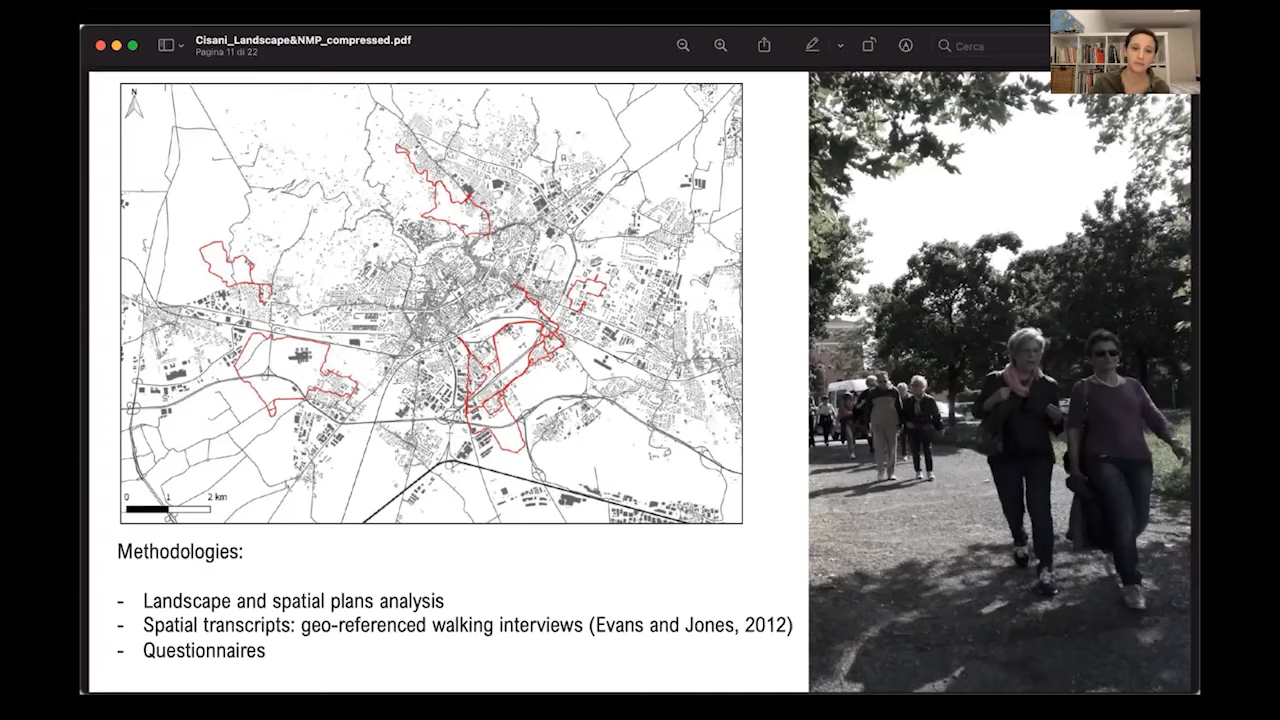 Cisani_Landscape&NMP_compressed.pdf
Pagina 11 di 22
Cerca
N
0 1 2 km
Methodologies:
- Landscape and spatial plans analysis
- Spatial transcripts: geo-referenced walking interviews (Evans and Jones, 2012)
- Questionnaires